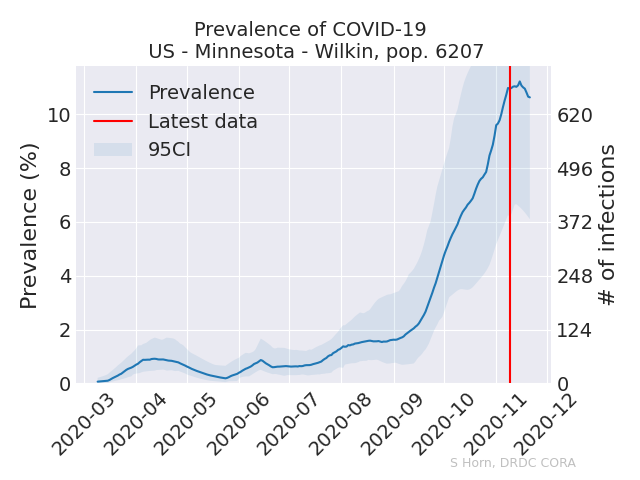 Prevalence of COVID-19
US - Minnesota - Wilkin, pop. 6207
Prevalence
Latest data
95CI
Prevalence (%)
10
8
6
4
2
0
# of infections
620
496
372
248
124
0
2020-03
2020-04
2020-05
2020-06
2020-07
2020-08
2020-09
2020-10
2020-11
2020-12
S Horn, DRDC CORA